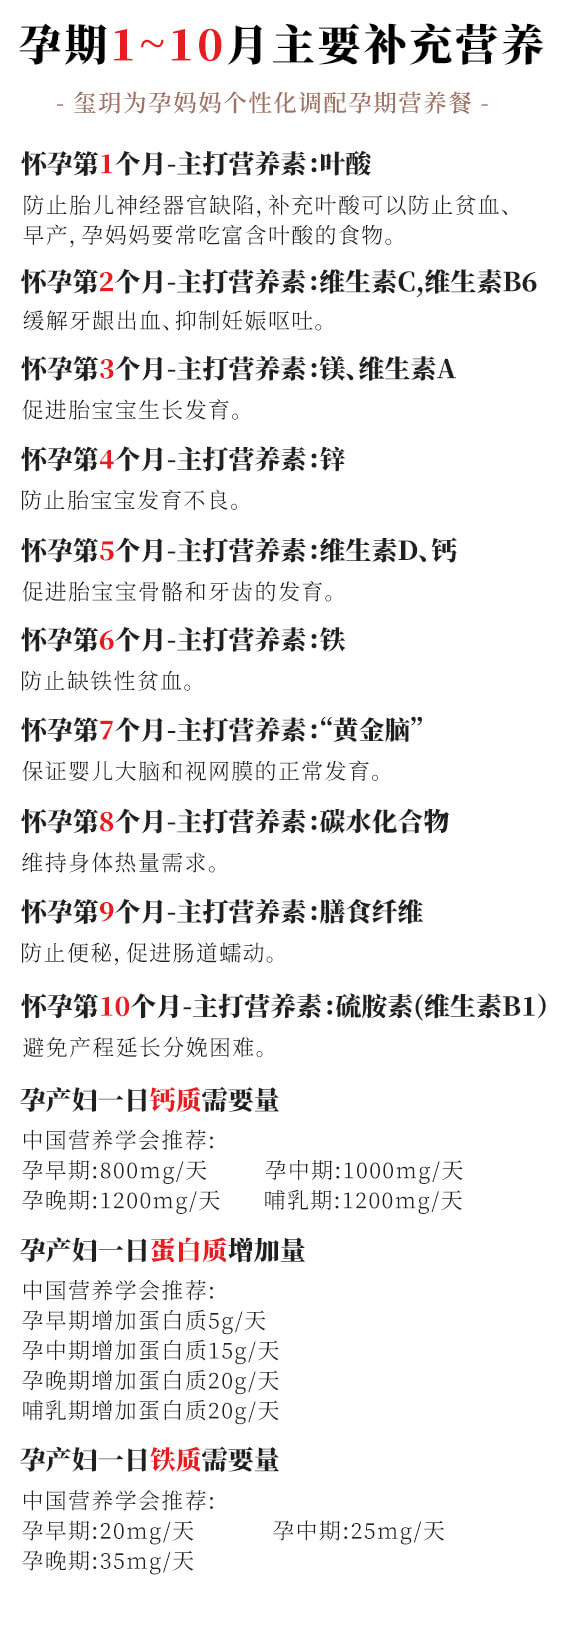 孕期1~10月主要补充营养
- 玺玥为孕妈妈个性化调配孕期营养餐 -
怀孕第1个月-主打营养素:叶酸
防止胎儿神经器官缺陷, 补充叶酸可以防止贫血、
早产, 孕妈妈要常吃富含叶酸的食物。
怀孕第2个月-主打营养素:维生素C,维生素B6
缓解牙龈出血、抑制妊娠呕吐。
怀孕第3个月-主打营养素:镁、维生素A
促进胎宝宝生长发育。
怀孕第4个月-主打营养素:锌
防止胎宝宝发育不良。
怀孕第5个月-主打营养素:维生素D、钙
促进胎宝宝骨骼和牙齿的发育。
怀孕第6个月-主打营养素:铁
防止缺铁性贫血。
怀孕第7个月-主打营养素:“黄金脑”
保证婴儿大脑和视网膜的正常发育。
怀孕第8个月-主打营养素:碳水化合物
维持身体热量需求。
怀孕第9个月-主打营养素:膳食纤维
防止便秘, 促进肠道蠕动。
怀孕第10个月-主打营养素:硫胺素(维生素B1)
避免产程延长分娩困难。
孕产妇一日钙质需要量
中国营养学会推荐:
孕早期:800mg/天 孕中期:1000mg/天
孕晚期:1200mg/天 哺乳期:1200mg/天
孕产妇一日蛋白质增加量
中国营养学会推荐:
孕早期增加蛋白质5g/天
孕中期增加蛋白质15g/天
孕晚期增加蛋白质20g/天
哺乳期增加蛋白质20g/天
孕产妇一日铁质需要量
中国营养学会推荐:
孕早期:20mg/天 孕中期:25mg/天
孕晚期:35mg/天